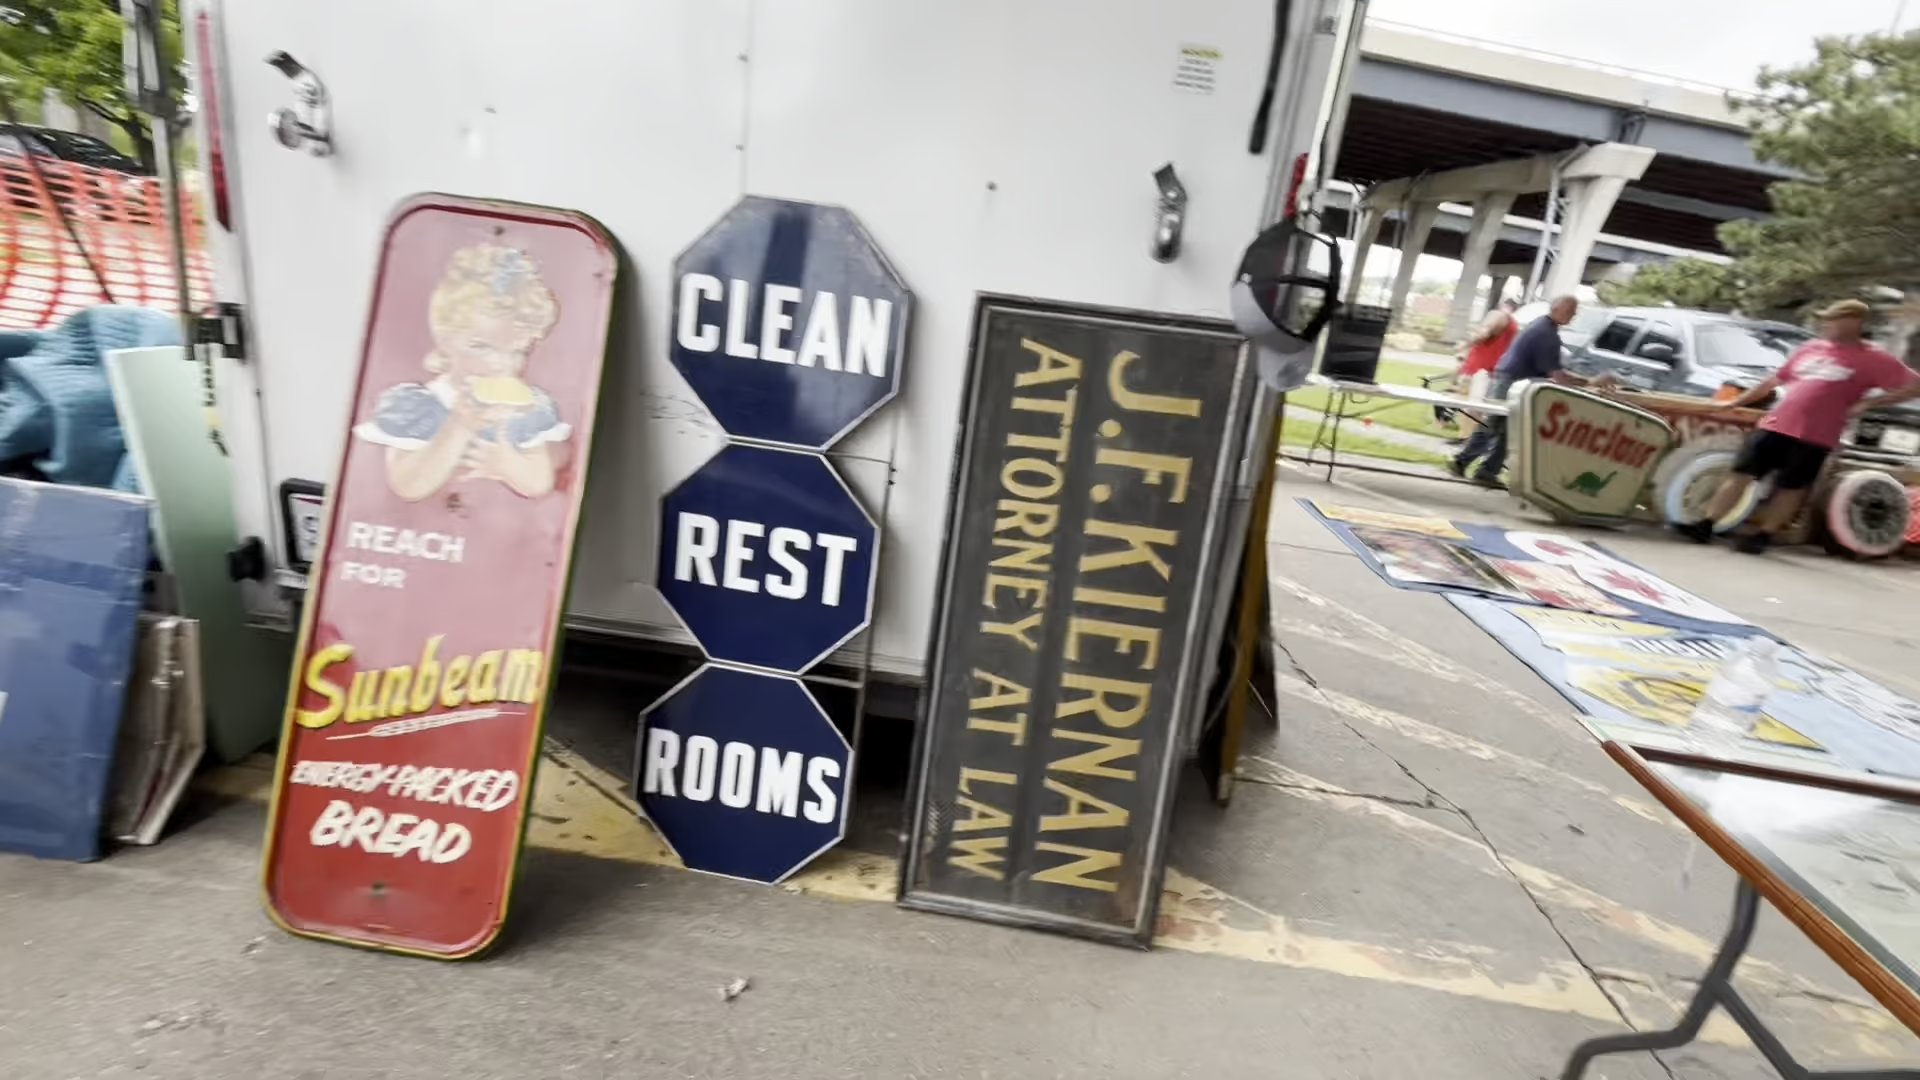 REACH
FOR
Sunbeam
ENERGY-PACKED
BREAD
CLEAN
REST
ROOMS
J.F. KIERNAN
ATTORNEY AT LAW
Sinclair